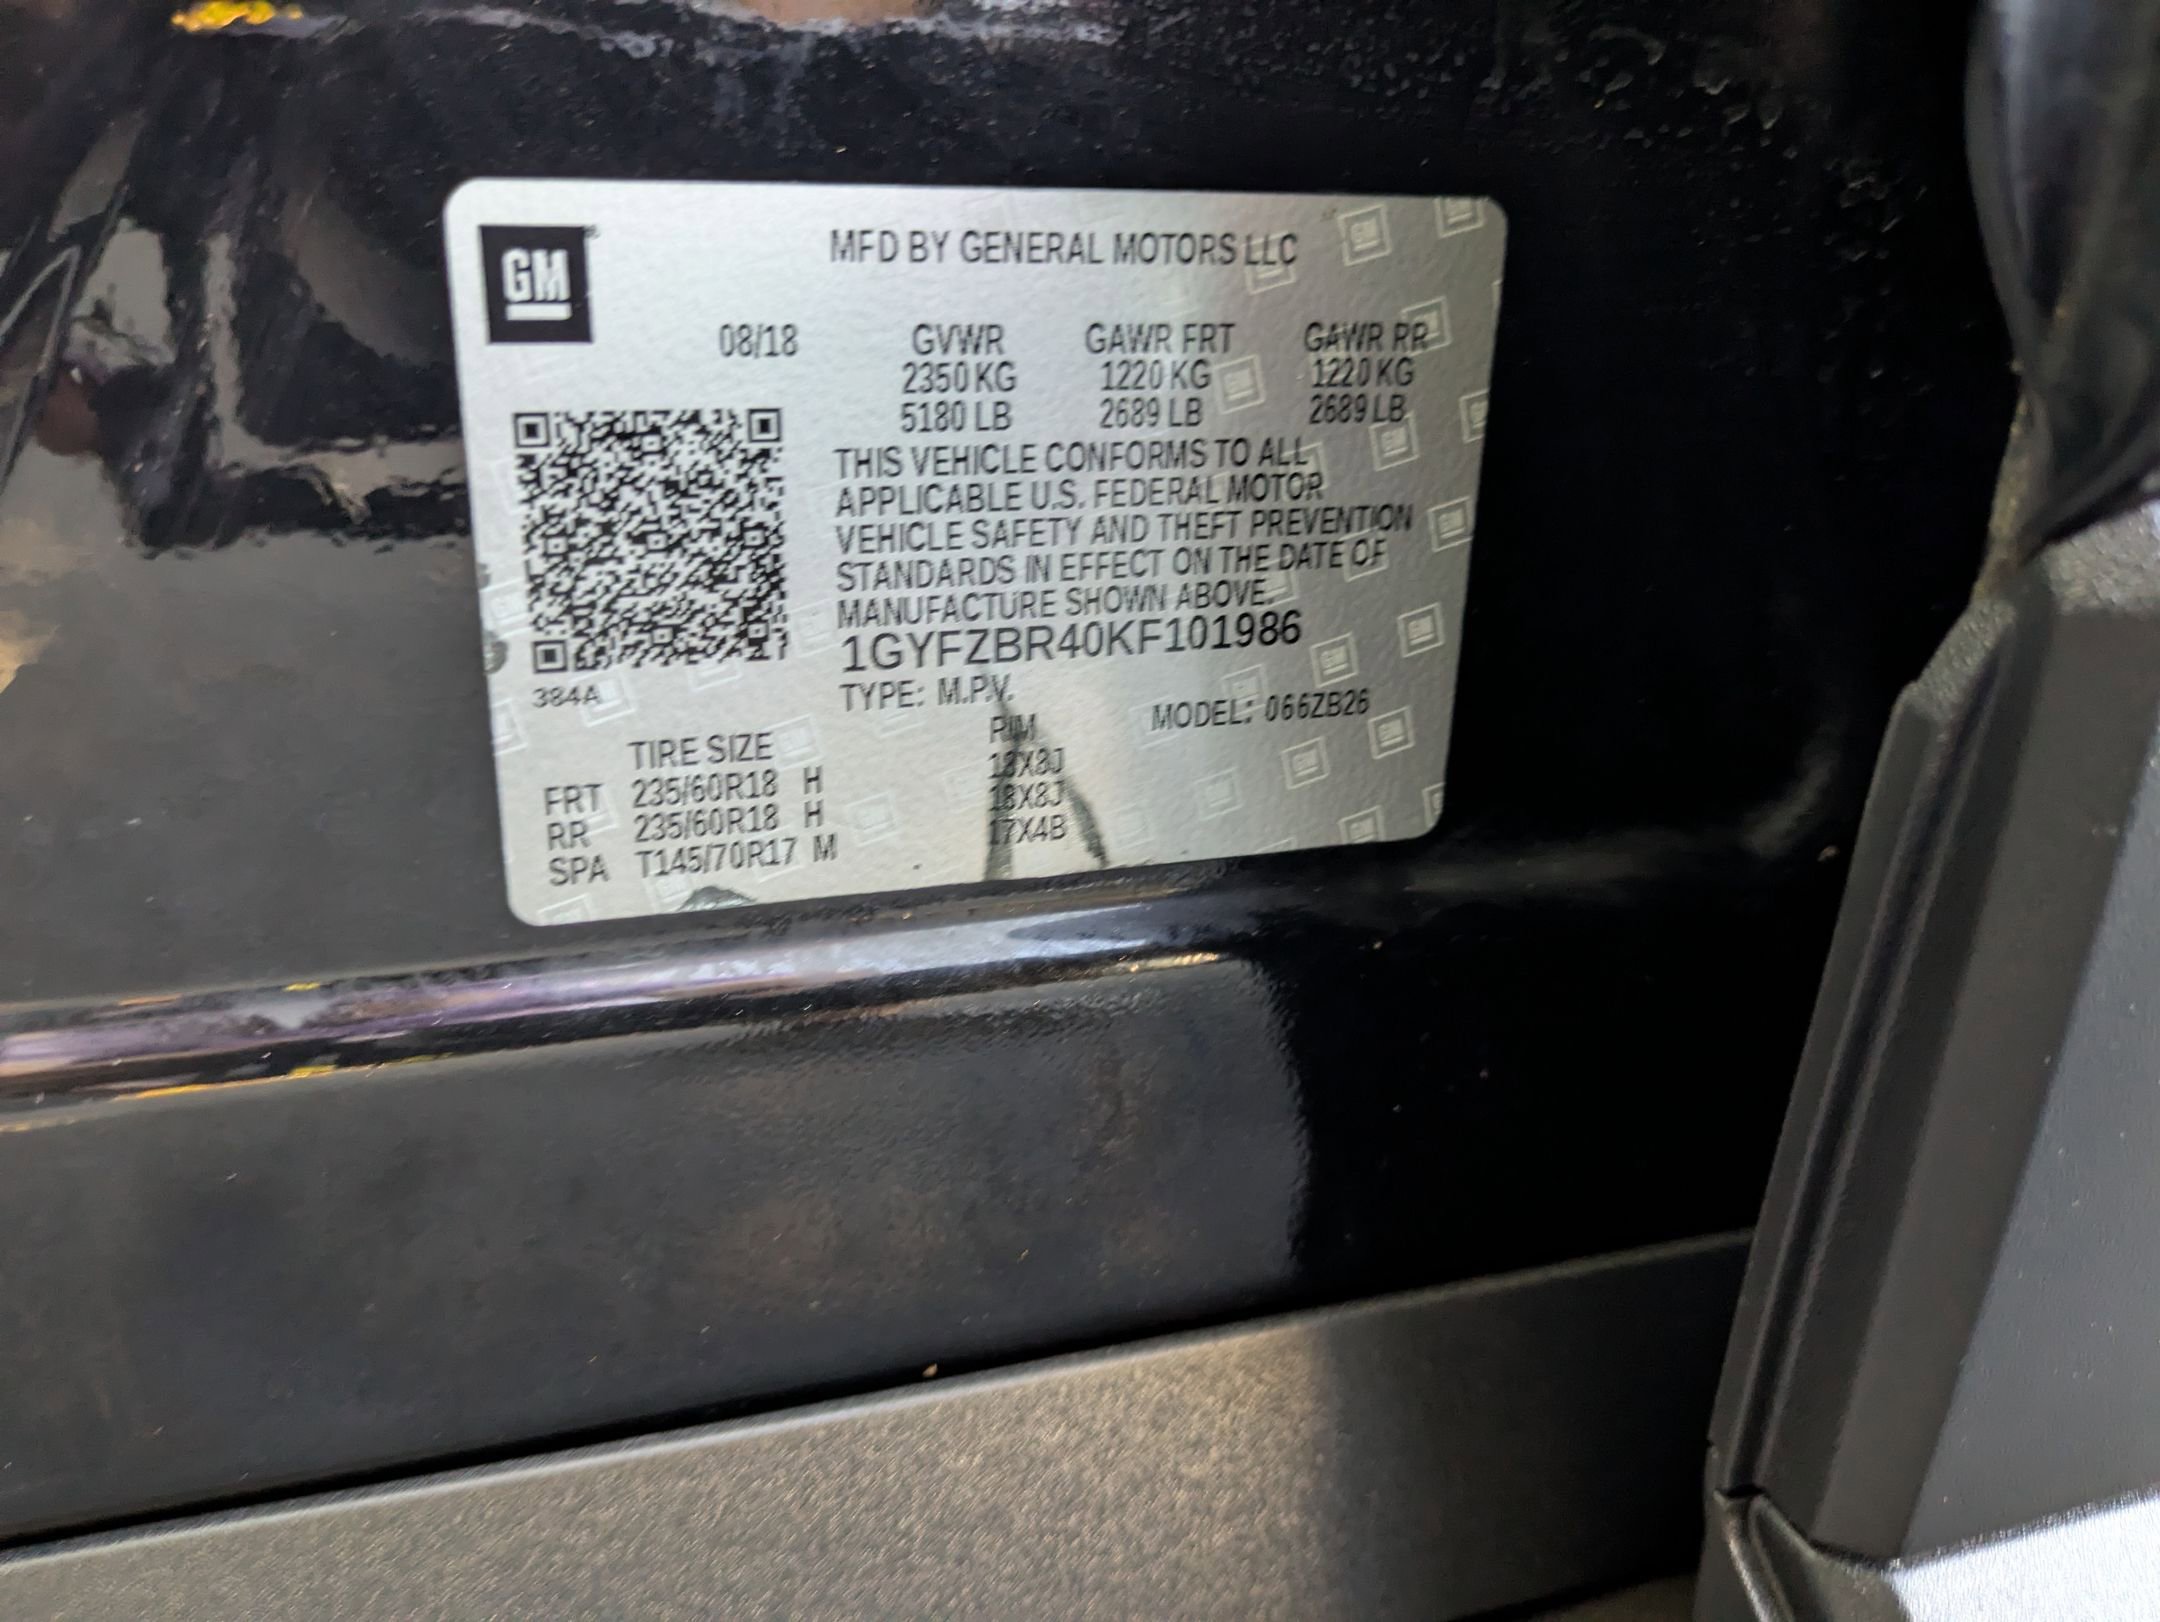 GM
MFD BY GENERAL MOTORS LLC
08/18 GVWR GAWR FRT GAWR RR
2350 KG 1220 KG 1220 KG
5180 LB 2689 LB 2689 LB
THIS VEHICLE CONFORMS TO ALL
APPLICABLE U.S. FEDERAL MOTOR
VEHICLE SAFETY AND THEFT PREVENTION
STANDARDS IN EFFECT ON THE DATE OF
MANUFACTURE SHOWN ABOVE.
1GYFZBR40KF101986
384A
TYPE: M.P.V. MODEL: 066ZB26
TIRE SIZE RIM
FRT 235/60R18 H 18X8J
RR 235/60R18 H 18X8J
SPA T145/70R17 M 17X4B